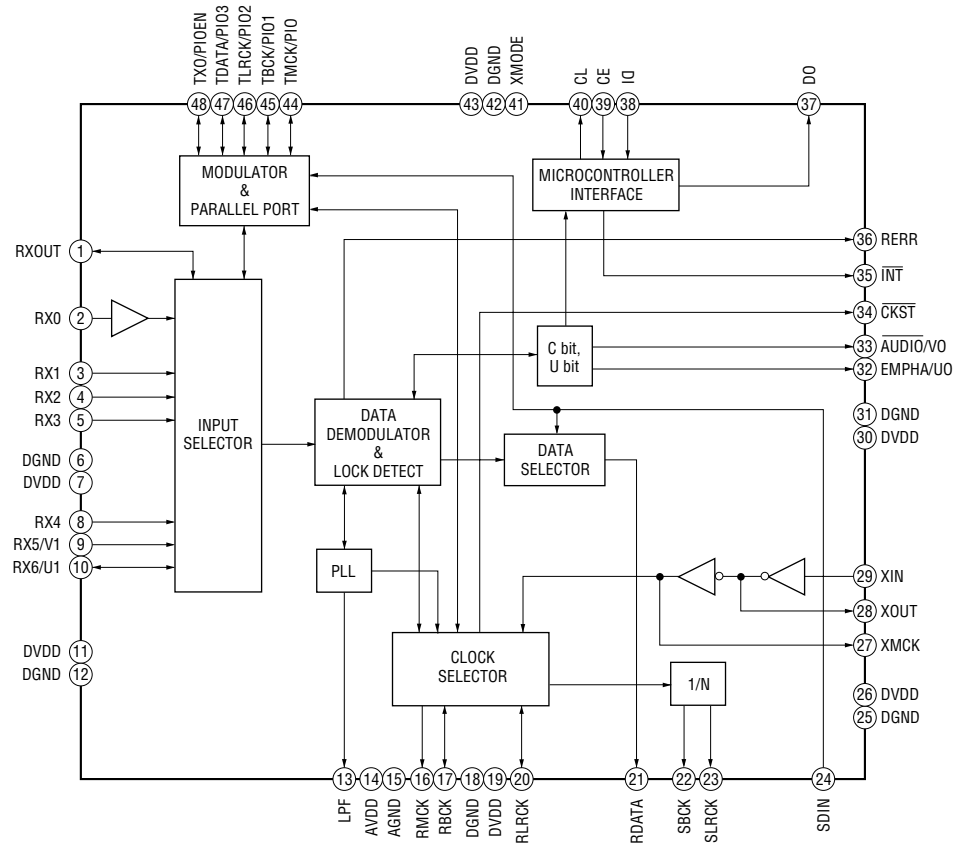 TXO/PIOEN
TDATA/PIO3
TLRCK/PIO2
TBCK/PIO1
TMCK/PIO
DVDD
DGND
XMODE
CL
CE
DI
DO
48
47
46
45
44
43
42
41
40
39
38
37
MODULATOR
&
PARALLEL PORT
MICROCONTROLLER
INTERFACE
RXOUT
1
RX0
2
RX1
3
RX2
4
RX3
5
DGND
6
DVDD
7
RX4
8
RX5/V1
9
RX6/U1
10
DVDD
11
DGND
12
INPUT
SELECTOR
DATA
DEMODULATOR
&
LOCK DETECT
C bit,
U bit
DATA
SELECTOR
PLL
CLOCK
SELECTOR
1/N
36
RERR
35
INT
34
CKST
33
AUDIO/VO
32
EMPHA/UO
31
DGND
30
DVDD
29
XIN
28
XOUT
27
XMCK
26
DVDD
25
DGND
13
14
15
16
17
18
19
20
21
22
23
24
LPF
AVDD
AGND
RMCK
RBCK
DGND
DVDD
RLRCK
RDATA
SBCK
SLRCK
SDIN